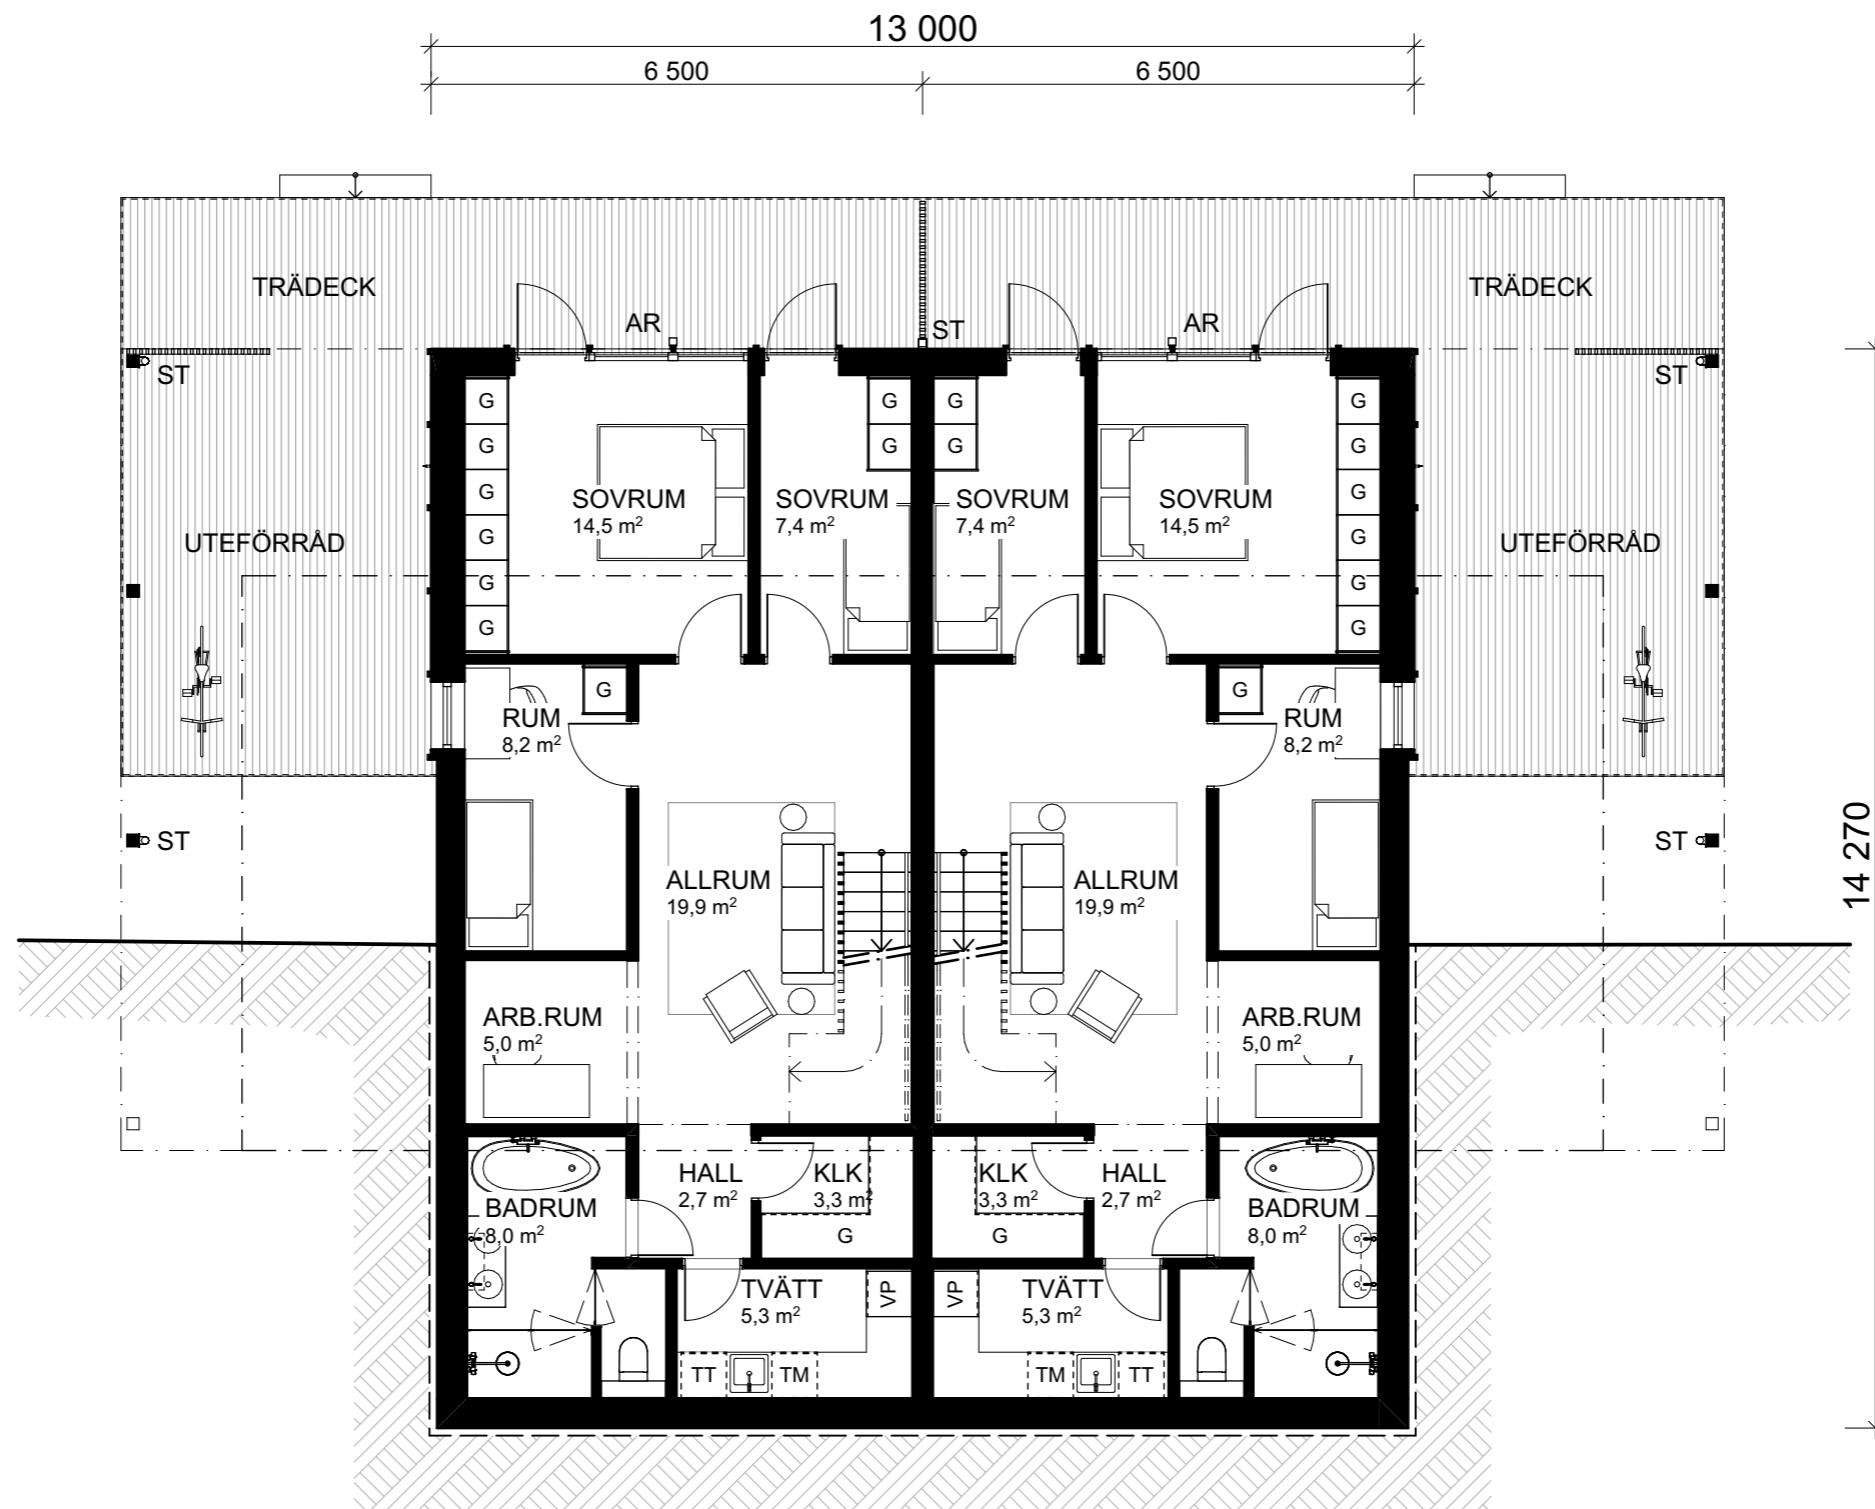 13 000
6 500 6 500
TRÄDECK TRÄDECK
AR ST AR
ST ST
G G G G
G G G G
SOVRUM SOVRUM SOVRUM SOVRUM
14,5 m² 7,4 m² 7,4 m² 14,5 m²
G G
UTEFÖRRÅD G G UTEFÖRRÅD
G G
G G
G G
RUM RUM
8,2 m² 8,2 m²
ST ST
ALLRUM ALLRUM
19,9 m² 19,9 m²
14 270
ARB.RUM ARB.RUM
5,0 m² 5,0 m²
HALL KLK KLK HALL
2,7 m² 3,3 m² 3,3 m² 2,7 m²
BADRUM BADRUM
8,0 m² 8,0 m²
G G
TVÄTT VP VP TVÄTT
5,3 m² 5,3 m²
TT TM TM TT